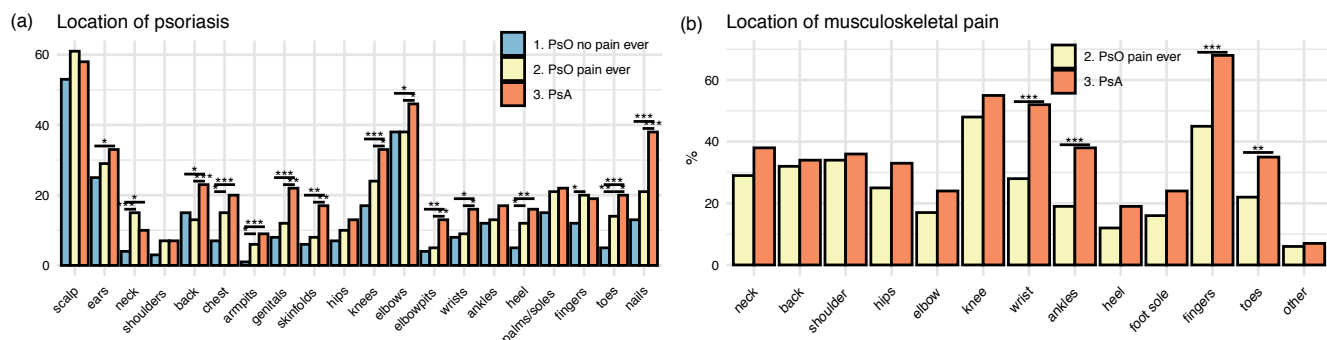 (a) Location of psoriasis
60
40
20
0
1. PsO no pain ever
2. PsO pain ever
3. PsA
*
***
*
*
***
*
***
*
***
***
**
**
**
***
*
*
*
**
**
*
*
*
**
*
**
***
*
***
***
scalp
ears
neck
shoulders
back
chest
armpits
genitals
skinfolds
hips
knees
elbows
elbowpits
wrists
ankles
heel
palms/soles
fingers
toes
nails
(b) Location of musculoskeletal pain
%
60
40
20
0
2. PsO pain ever
3. PsA
***
***
***
**
neck
back
shoulder
hips
elbow
knee
wrist
ankles
heel
foot sole
fingers
toes
other